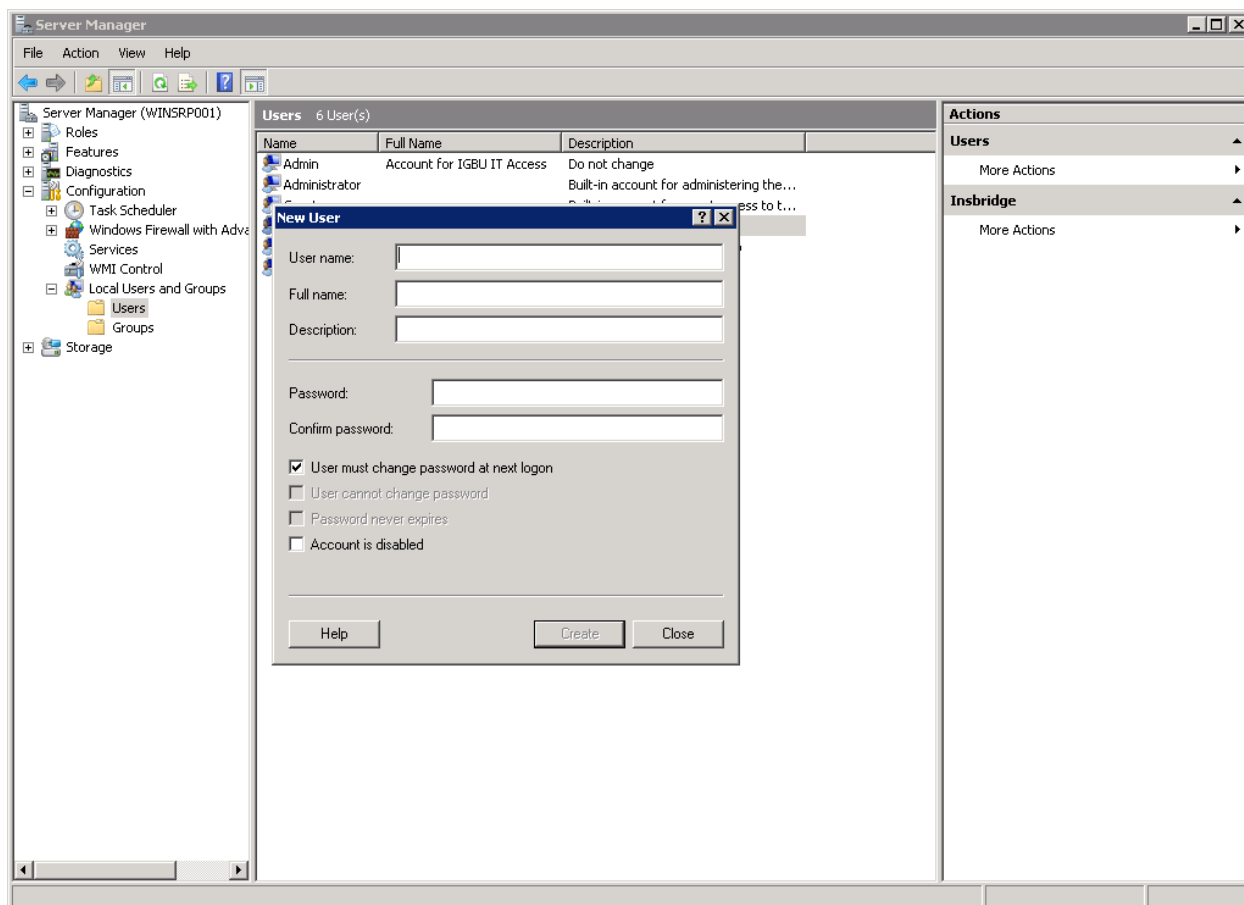 Server Manager
File Action View Help
Server Manager (WINSRP001)
Roles
Features
Diagnostics
Configuration
Task Scheduler
Windows Firewall with Adva
Services
WMI Control
Local Users and Groups
Users
Groups
Storage
Users 6 User(s)
Name Full Name Description
Admin Account for IGBU IT Access Do not change
Administrator Built-in account for administering the...
ess to t...
New User
User name:
Full name:
Description:
Password:
Confirm password:
User must change password at next logon
User cannot change password
Password never expires
Account is disabled
Help Create Close
Actions
Users
More Actions
Insbridge
More Actions